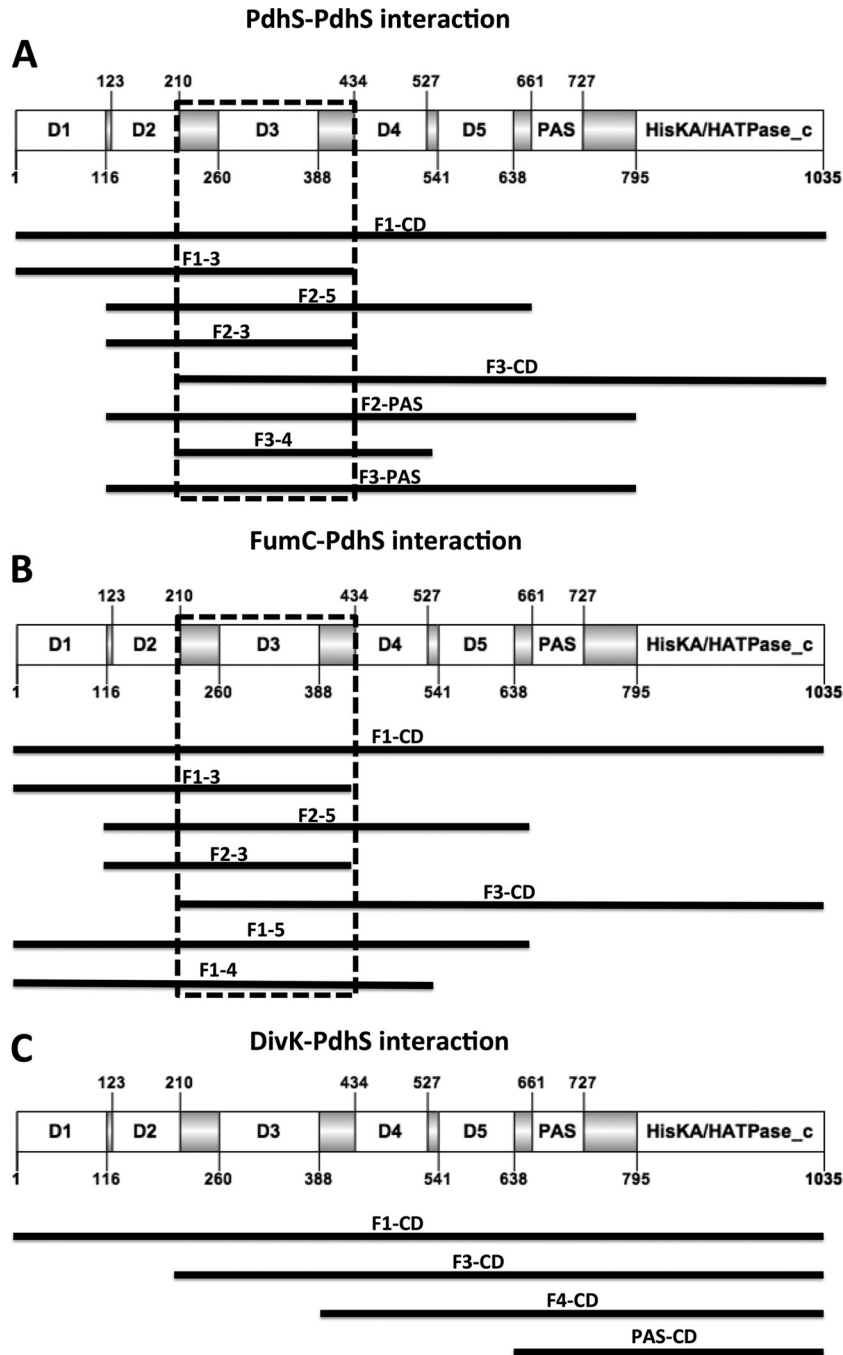 PdhS-PdhS interaction
A
123 210 434 527 661 727
D1 D2 D3 D4 D5 PAS HisKA/HATPase_c
1 116 260 388 541 638 795 1035
F1-CD
F1-3
F2-5
F2-3
F3-CD
F2-PAS
F3-4
F3-PAS
FumC-PdhS interaction
B
123 210 434 527 661 727
D1 D2 D3 D4 D5 PAS HisKA/HATPase_c
1 116 260 388 541 638 795 1035
F1-CD
F1-3
F2-5
F2-3
F3-CD
F1-5
F1-4
DivK-PdhS interaction
C
123 210 434 527 661 727
D1 D2 D3 D4 D5 PAS HisKA/HATPase_c
1 116 260 388 541 638 795 1035
F1-CD
F3-CD
F4-CD
PAS-CD